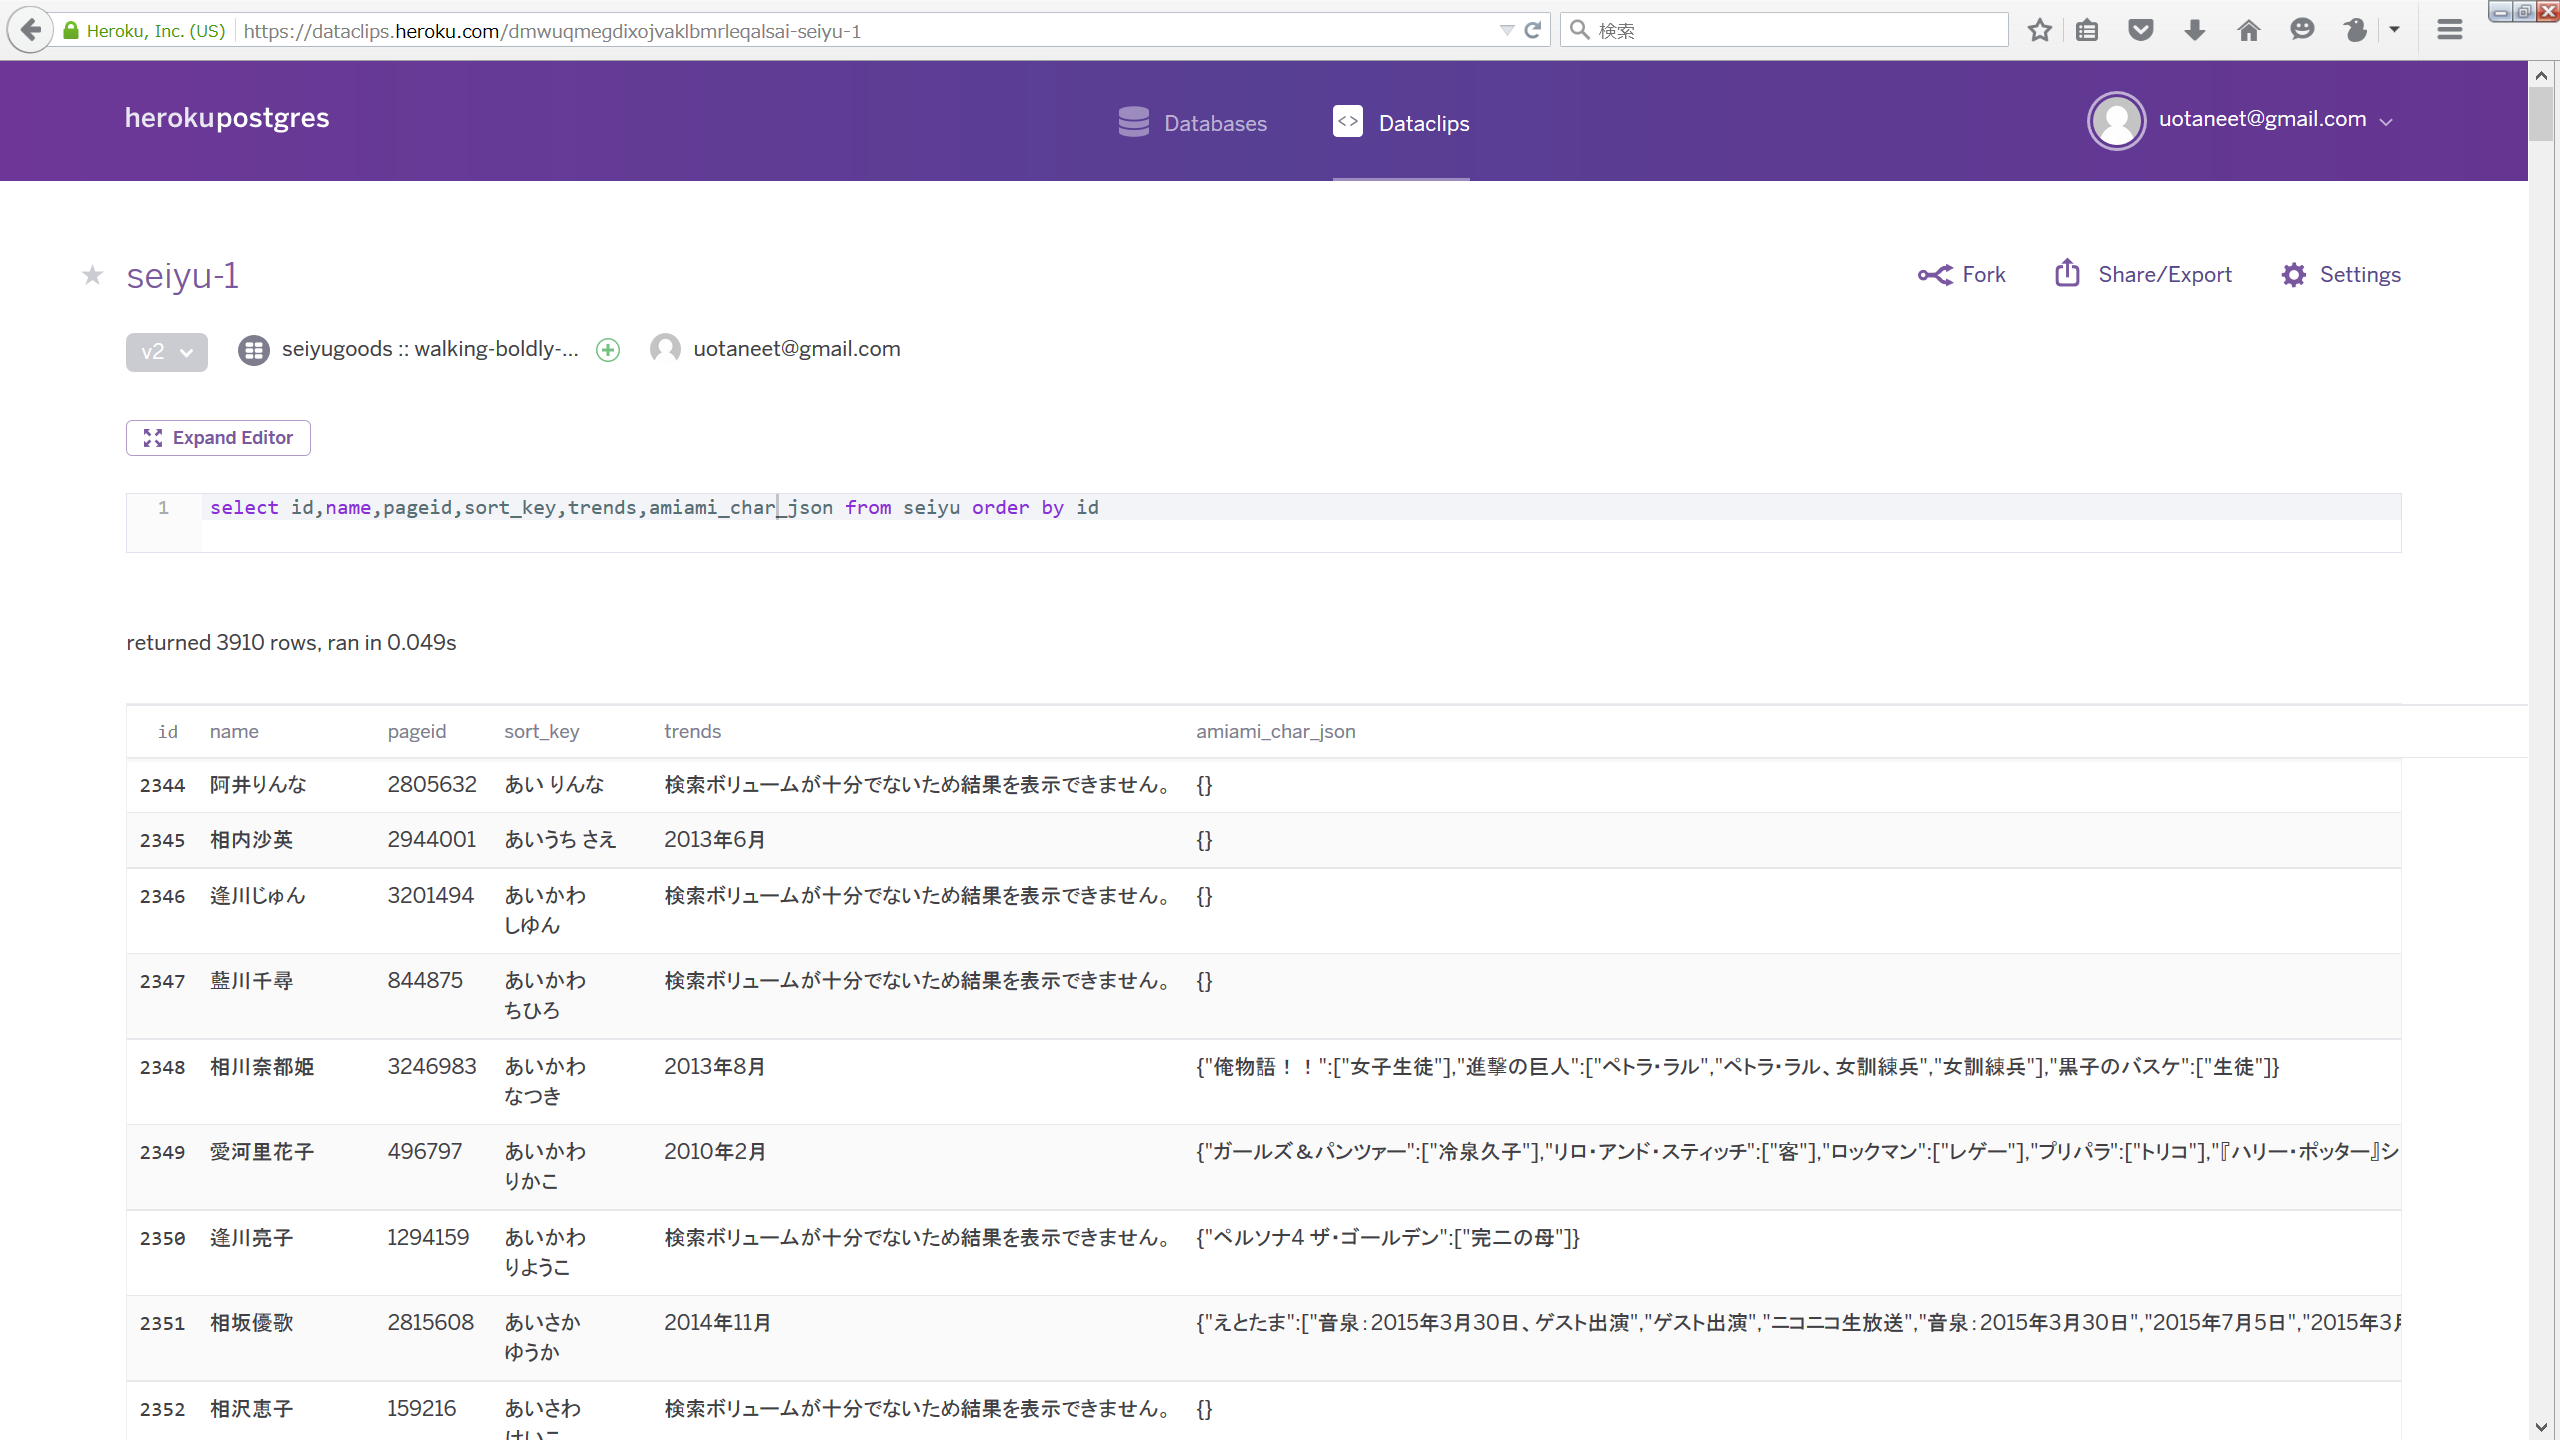 Heroku, Inc. (US) https://dataclips.heroku.com/dmwuqmegdixojvaklbmrleqalsai-seiyu-1 検索
herokupostgres Databases <> Dataclips uotaneet@gmail.com
seiyu-1 Fork Share/Export Settings
v2 seiyugoods :: walking-boldly-... uotaneet@gmail.com
Expand Editor
1 select id,name,pageid,sort_key,trends,amiami_char_json from seiyu order by id
returned 3910 rows, ran in 0.049s
id name pageid sort_key trends amiami_char_json
2344 阿井りんな 2805632 あい りんな 検索ボリュームが十分でないため結果を表示できません。 {}
2345 相内沙英 2944001 あいうち さえ 2013年6月 {}
2346 逢川じゅん 3201494 あいかわ 検索ボリュームが十分でないため結果を表示できません。 {}
しゆん
2347 藍川千尋 844875 あいかわ 検索ボリュームが十分でないため結果を表示できません。 {}
ちひろ
2348 相川奈都姫 3246983 あいかわ 2013年8月 {"俺物語！！":["女子生徒"],"進撃の巨人":["ペトラ・ラル","ペトラ・ラル、女訓練兵","女訓練兵"],"黒子のバスケ":["生徒"]}
なつき
2349 愛河里花子 496797 あいかわ 2010年2月 {"ガールズ＆パンツァー":["冷泉久子"],"リロ・アンド・スティッチ":["客"],"ロックマン":["レゲー"],"プリパラ":["トリコ"],"『ハリー・ポッター』シ
りかこ
2350 逢川亮子 1294159 あいかわ 検索ボリュームが十分でないため結果を表示できません。 {"ペルソナ4 ザ・ゴールデン":["完二の母"]}
りようこ
2351 相坂優歌 2815608 あいさか 2014年11月 {"えとたま":["音泉：2015年3月30日、ゲスト出演","ゲスト出演","ニコニコ生放送","音泉：2015年3月30日","2015年7月5日","2015年3月
ゆうか
2352 相沢恵子 159216 あいさわ 検索ボリュームが十分でないため結果を表示できません。 {}
けいこ